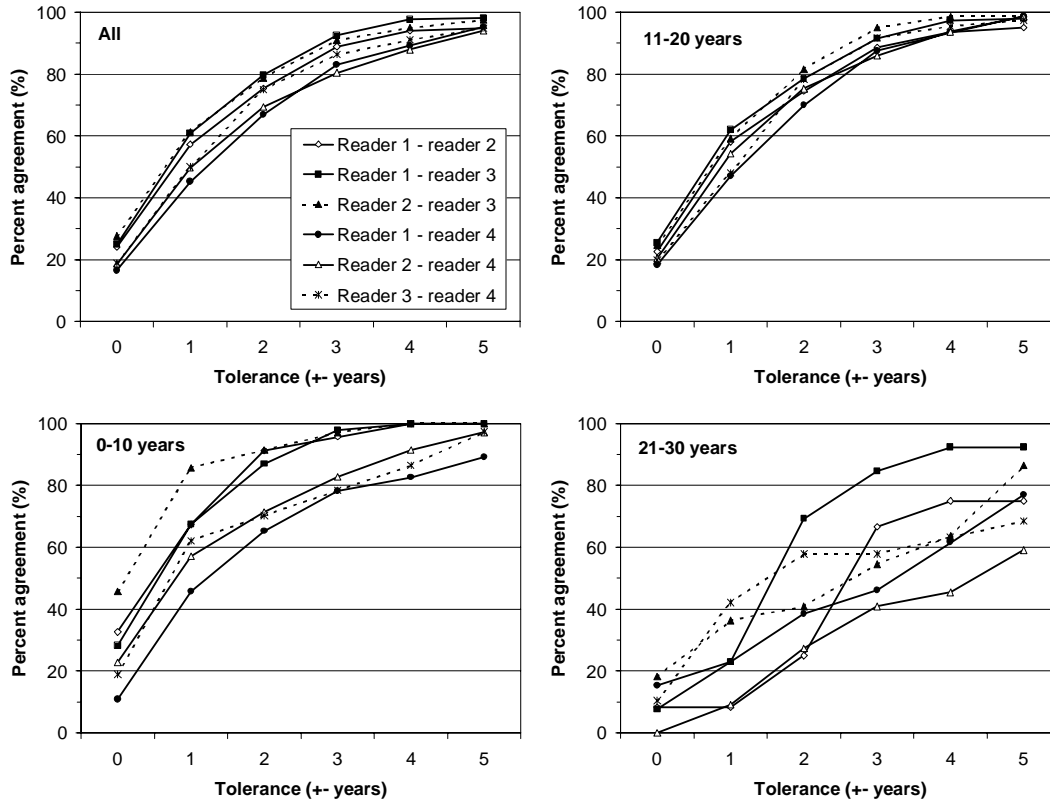 All
Percent agreement (%)
100
80
60
40
20
0
0 1 2 3 4 5
Tolerance (+- years)
Reader 1 - reader 2
Reader 1 - reader 3
Reader 2 - reader 3
Reader 1 - reader 4
Reader 2 - reader 4
Reader 3 - reader 4
11-20 years
Percent agreement (%)
100
80
60
40
20
0
0 1 2 3 4 5
Tolerance (+- years)
0-10 years
Percent agreement (%)
100
80
60
40
20
0
0 1 2 3 4 5
Tolerance (+- years)
21-30 years
Percent agreement (%)
100
80
60
40
20
0
0 1 2 3 4 5
Tolerance (+- years)